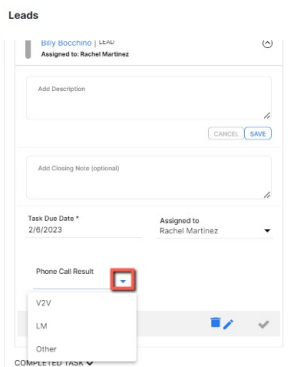 Leads
Billy Bocchino | LEAD
Assigned to: Rachel Martinez
Add Description
CANCEL SAVE
Add Closing Note (optional)
Task Due Date * Assigned to
2/6/2023 Rachel Martinez
Phone Call Result
V2V
LM
Other
COMPLETED TASK